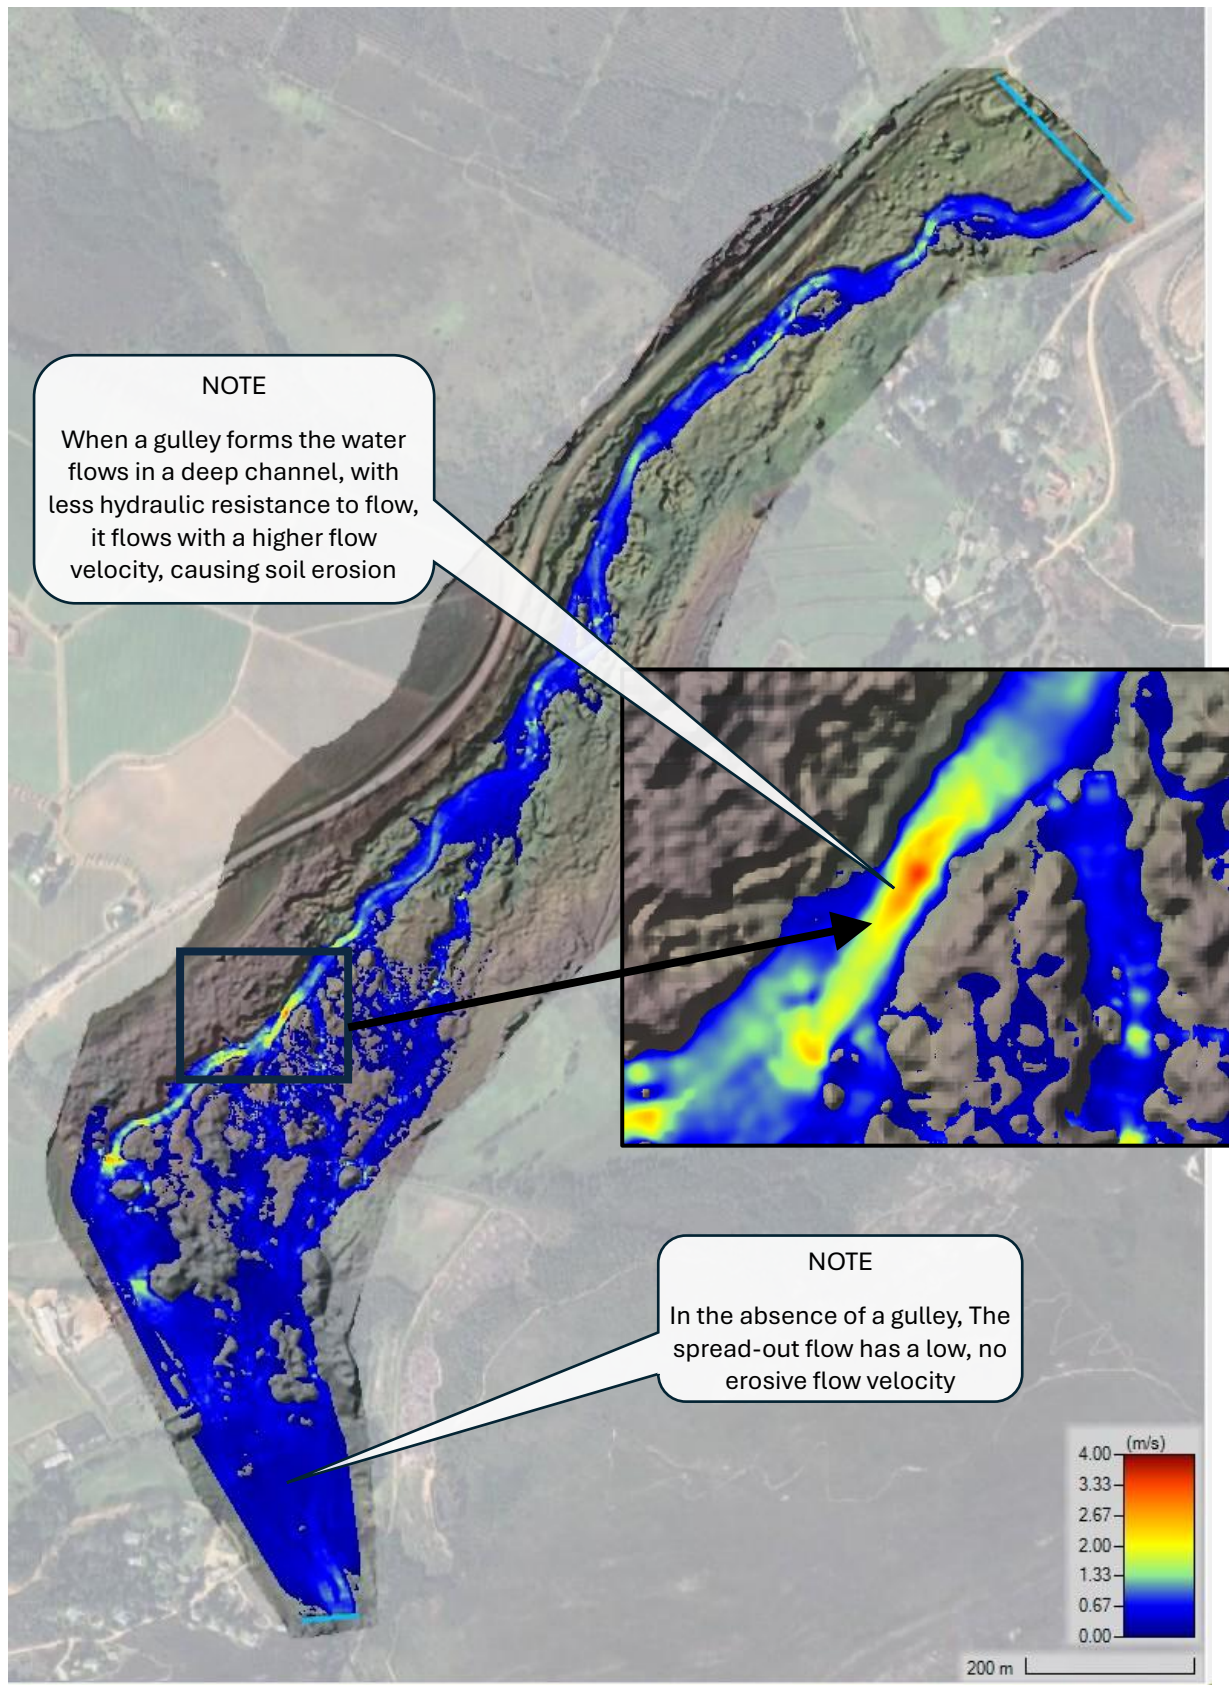 NOTE
When a gulley forms the water
flows in a deep channel, with
less hydraulic resistance to flow,
it flows with a higher flow
velocity, causing soil erosion
NOTE
In the absence of a gulley, The
spread-out flow has a low, no
erosive flow velocity
(m/s)
4.00
3.33
2.67
2.00
1.33
0.67
0.00
200 m